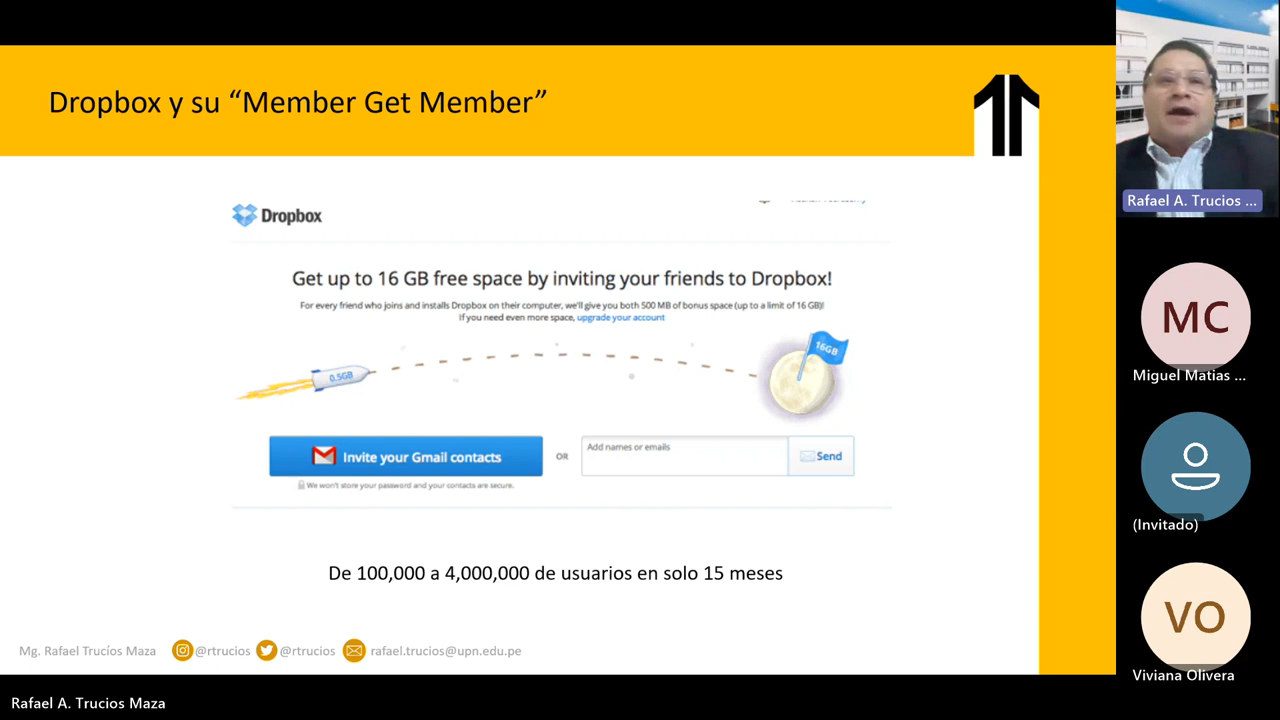 Dropbox y su “Member Get Member”
Dropbox
Get up to 16 GB free space by inviting your friends to Dropbox!
For every friend who joins and installs Dropbox on their computer, we'll give you both 500 MB of bonus space (up to a limit of 16 GB)!
If you need even more space, upgrade your account
0.5GB
16GB
Invite your Gmail contacts
OR
Add names or emails
Send
We won't store your password and your contacts are secure.
De 100,000 a 4,000,000 de usuarios en solo 15 meses
Mg. Rafael Trucíos Maza
@rtrucios
@rtrucios
rafael.trucios@upn.edu.pe
Rafael A. Trucios Maza
Rafael A. Trucios ...
MC
Miguel Matias ...
(Invitado)
VO
Viviana Olivera